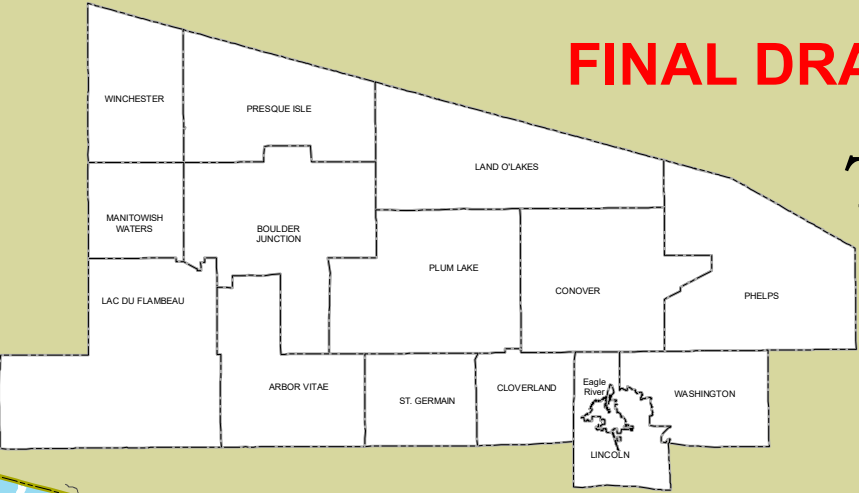 FINAL DRA
WINCHESTER
PRESQUE ISLE
LAND O'LAKES
MANITOWISH
WATERS
BOULDER
JUNCTION
PLUM LAKE
CONOVER
PHELPS
LAC DU FLAMBEAU
ARBOR VITAE
ST. GERMAIN
CLOVERLAND
Eagle
River
WASHINGTON
LINCOLN